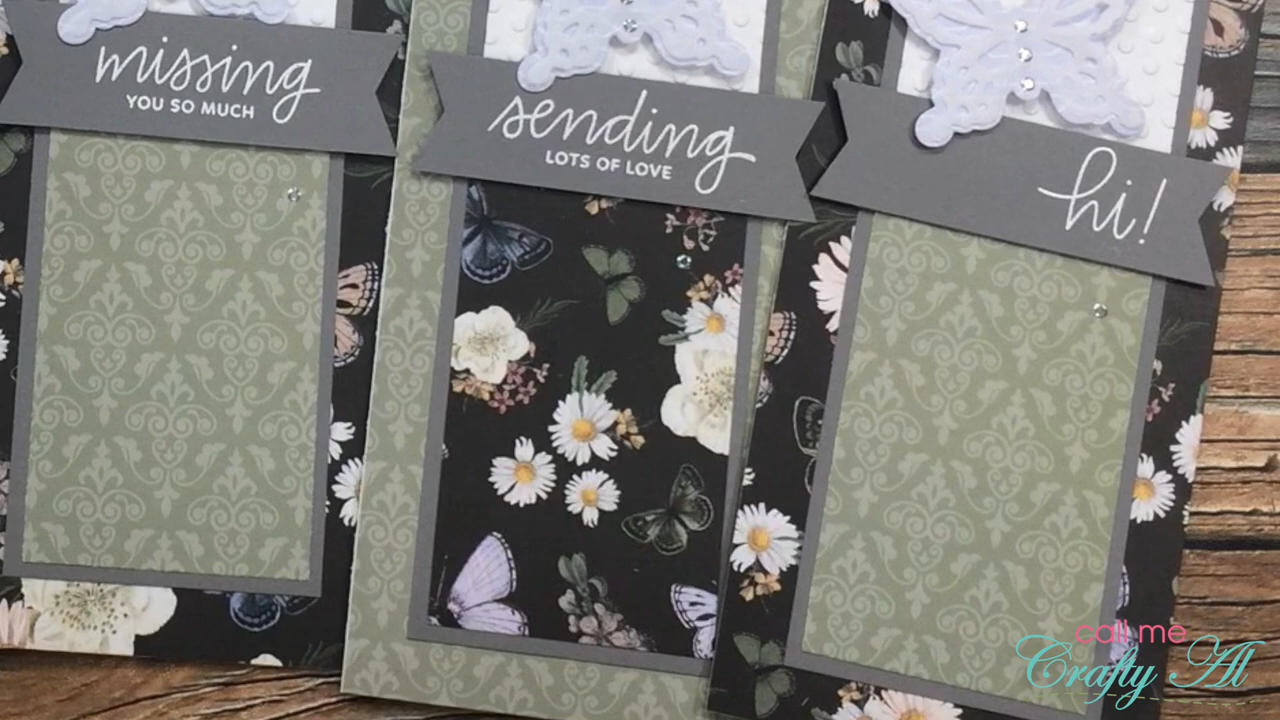 missing
YOU SO MUCH
sending
LOTS OF LOVE
hi!
call me
Crafty Al